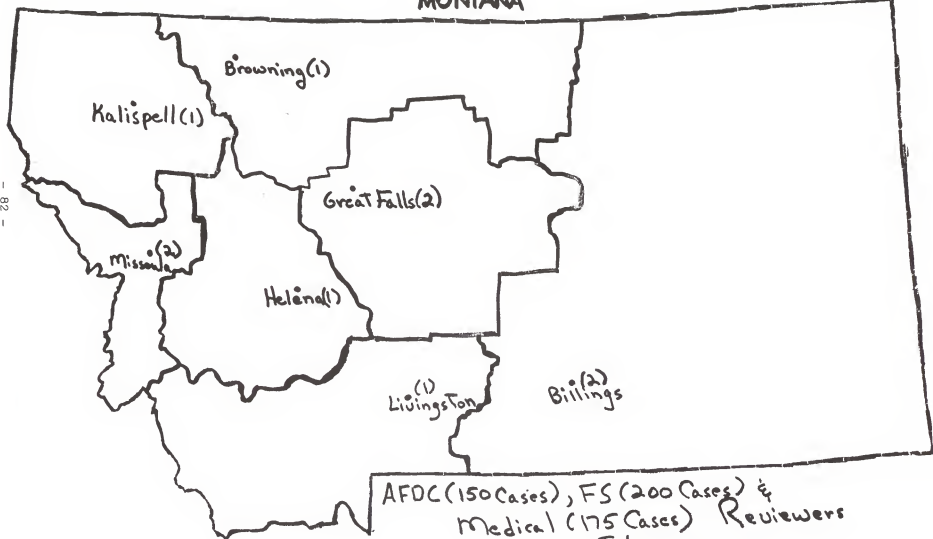 MONTANA
Browning(1)
Kalispell(1)
- 82 -
Great Falls(2)
(2)
Missoula
Helena(1)
(1)
Livingston
(2)
Billings
AFDC(150 Cases), FS(200 Cases) &
Medical (175 Cases) Reviewers